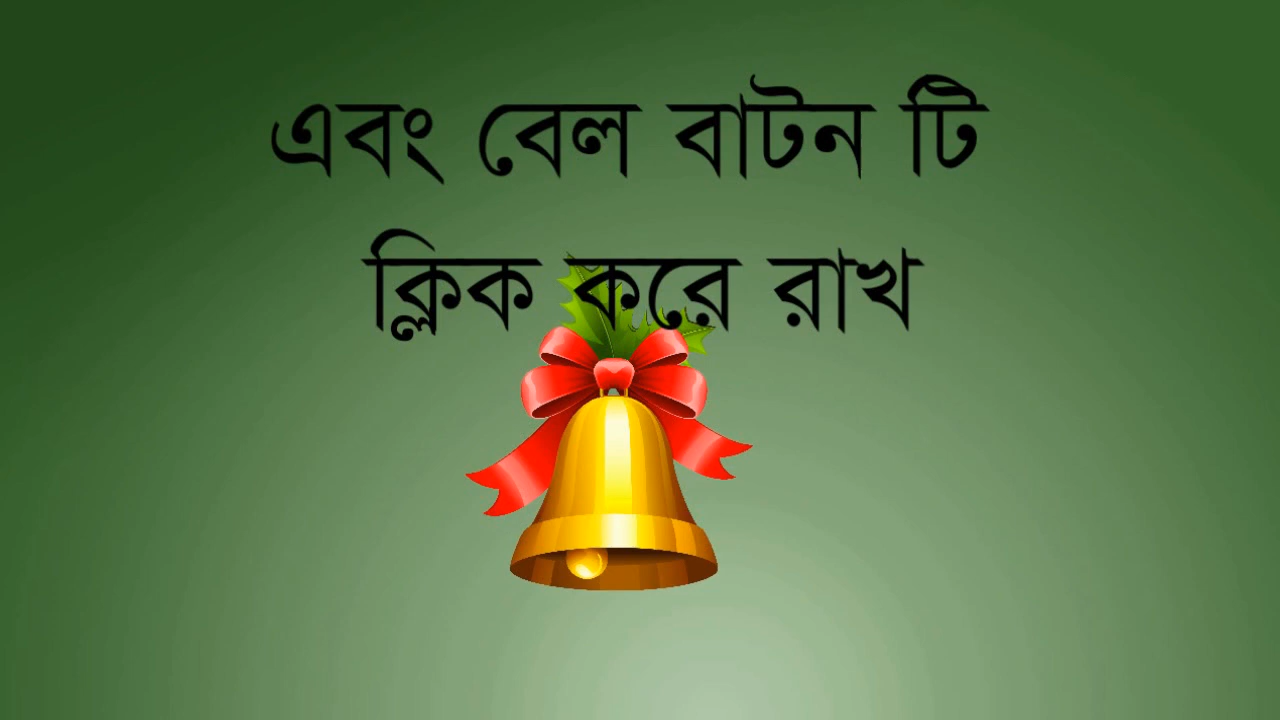 এবং বেল বাটন টি
ক্লিক করে রাখ